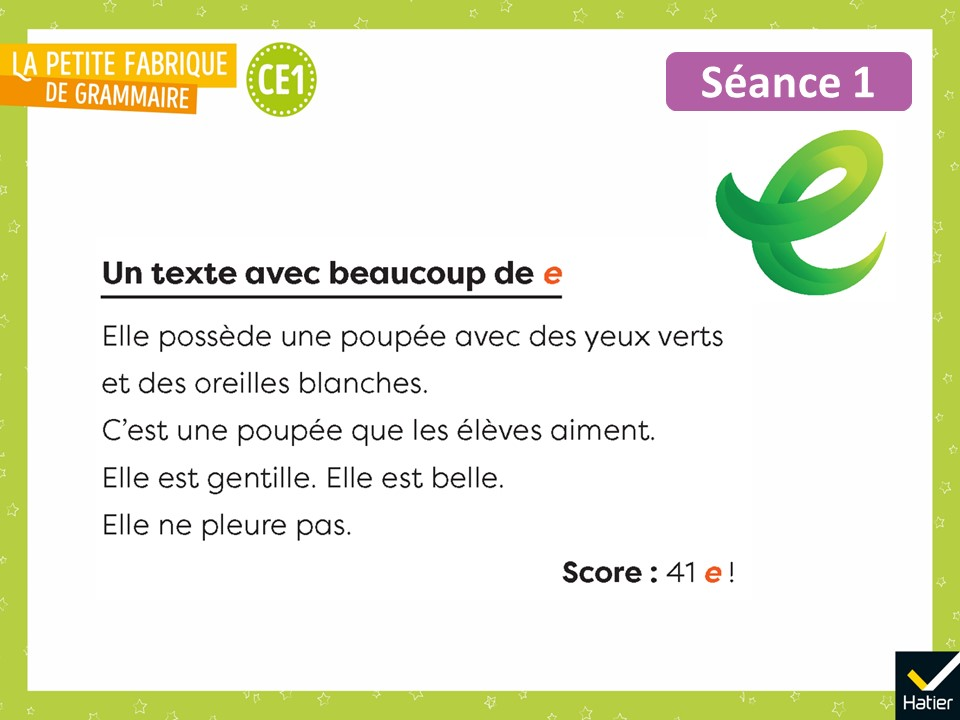 LA PETITE FABRIQUE
DE GRAMMAIRE
CE1
Séance 1
e
Un texte avec beaucoup de e
Elle possède une poupée avec des yeux verts
et des oreilles blanches.
C’est une poupée que les élèves aiment.
Elle est gentille. Elle est belle.
Elle ne pleure pas.
Score : 41 e !
Hatier